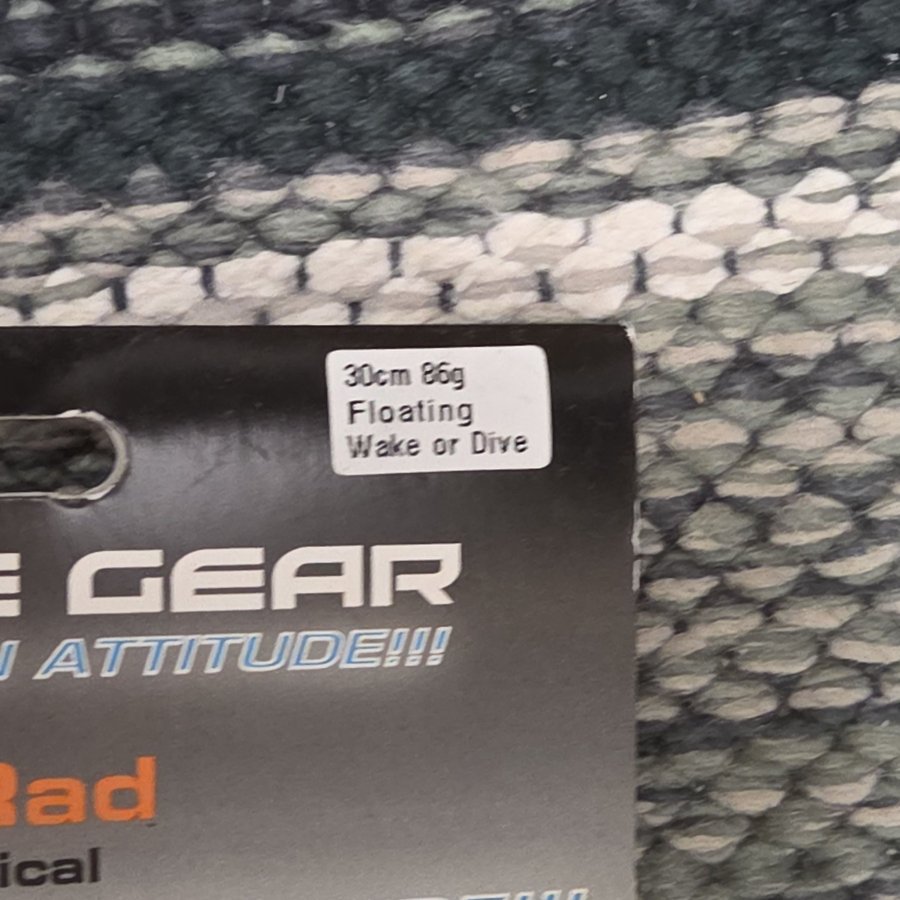 30cm 86g
Floating
Wake or Dive
GEAR
ATTITUDE!!!
Rad
ical